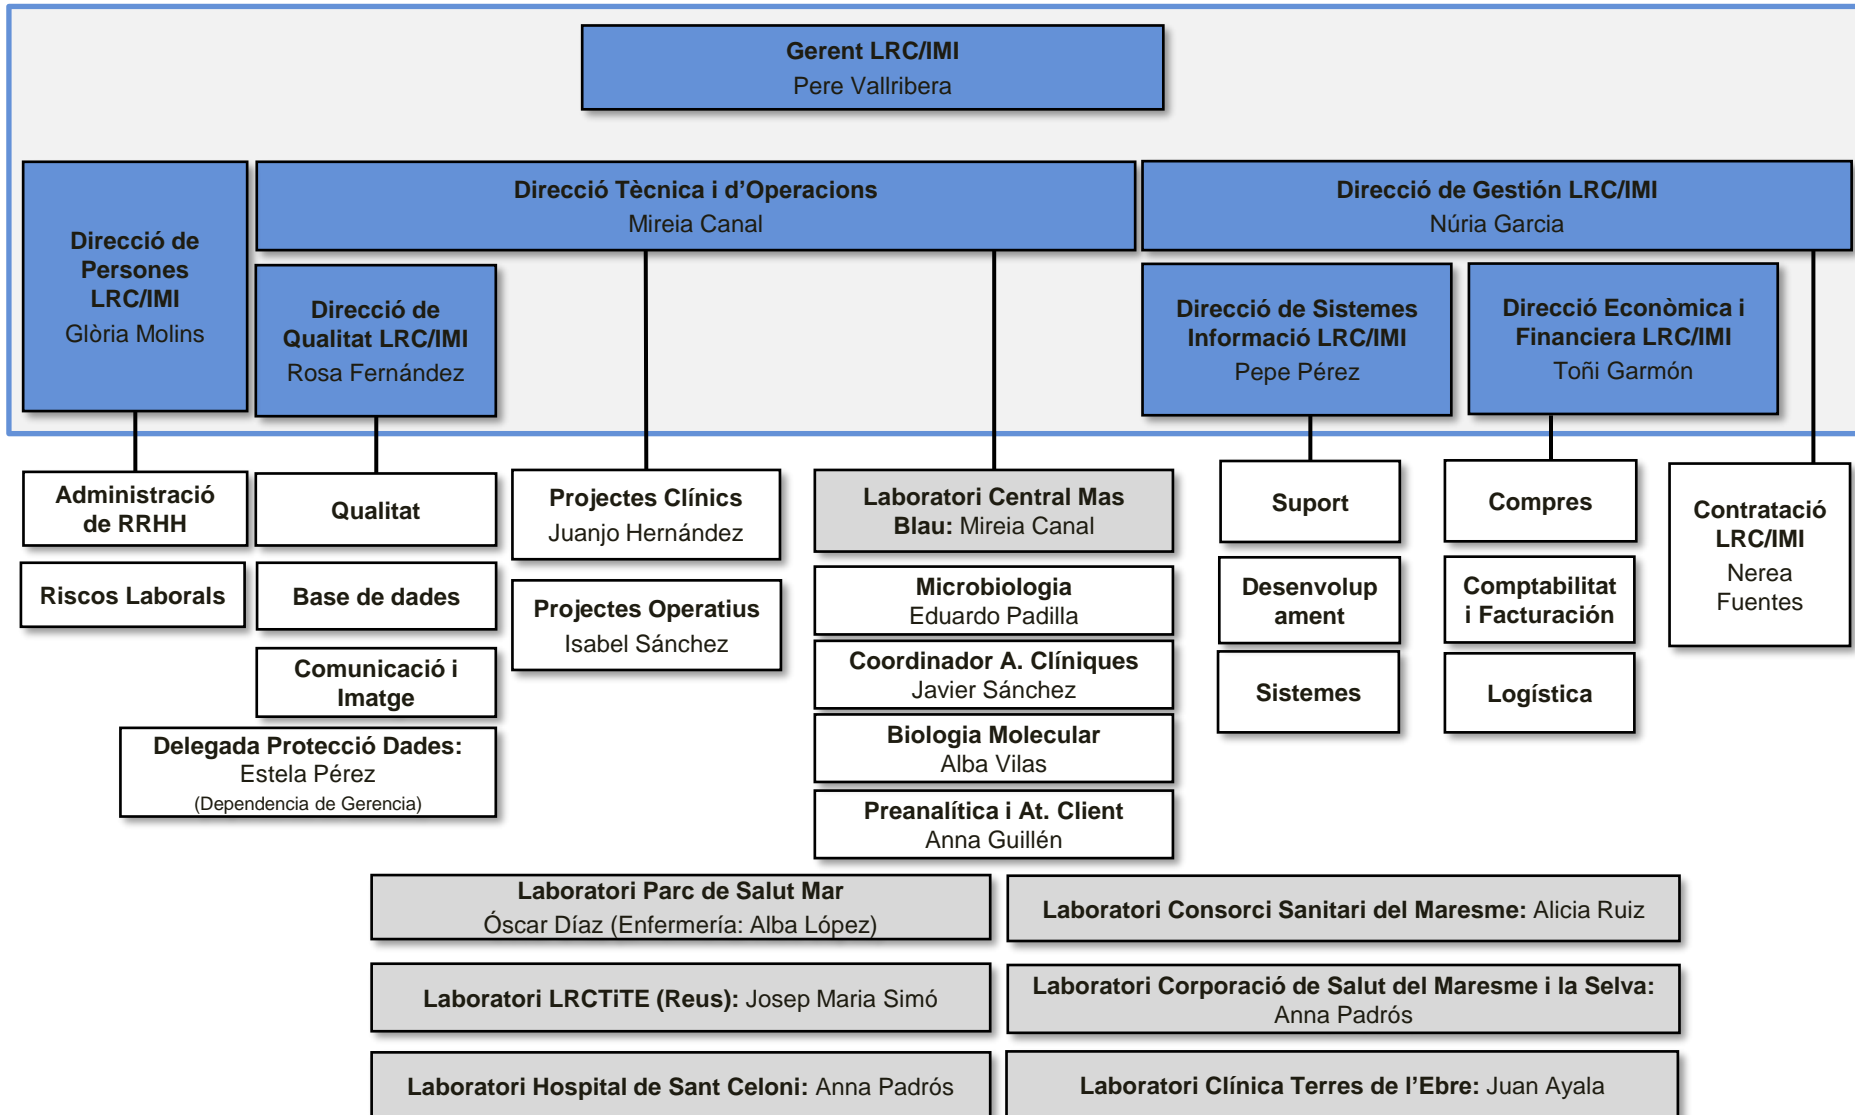 Gerent LRC/IMI
Pere Vallribera
Direcció de
Persones
LRC/IMI
Glòria Molins
Direcció Tècnica i d’Operacions
Mireia Canal
Direcció de Gestión LRC/IMI
Núria Garcia
Direcció de
Qualitat LRC/IMI
Rosa Fernández
Direcció de Sistemes
Informació LRC/IMI
Pepe Pérez
Direcció Econòmica i
Financiera LRC/IMI
Toñi Garmón
Administració
de RRHH
Riscos Laborals
Qualitat
Base de dades
Comunicació i
Imatge
Delegada Protecció Dades:
Estela Pérez
(Dependencia de Gerencia)
Projectes Clínics
Juanjo Hernández
Projectes Operatius
Isabel Sánchez
Laboratori Central Mas
Blau: Mireia Canal
Microbiologia
Eduardo Padilla
Coordinador A. Clíniques
Javier Sánchez
Biologia Molecular
Alba Vilas
Preanalítica i At. Client
Anna Guillén
Suport
Desenvolup
ament
Sistemes
Compres
Comptabilitat
i Facturación
Logística
Contratació
LRC/IMI
Nerea
Fuentes
Laboratori Parc de Salut Mar
Óscar Díaz (Enfermería: Alba López)
Laboratori Consorci Sanitari del Maresme: Alicia Ruiz
Laboratori LRCTiTE (Reus): Josep Maria Simó
Laboratori Corporació de Salut del Maresme i la Selva:
Anna Padrós
Laboratori Hospital de Sant Celoni: Anna Padrós
Laboratori Clínica Terres de l’Ebre: Juan Ayala